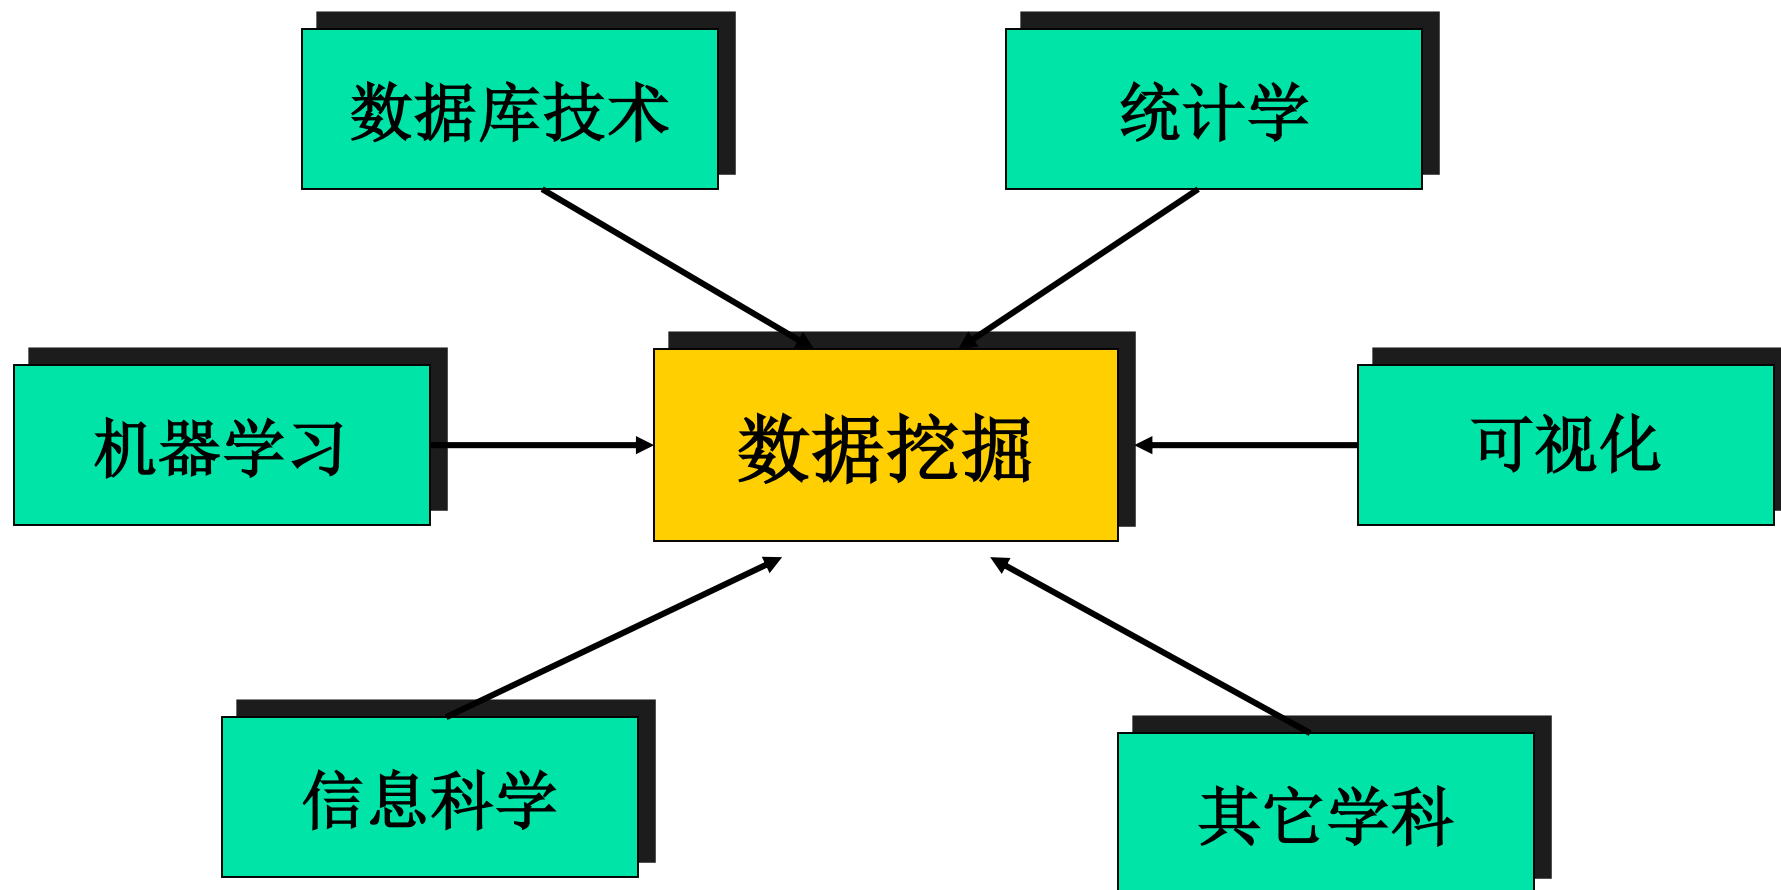 数据库技术
统计学
机器学习
数据挖掘
可视化
信息科学
其它学科